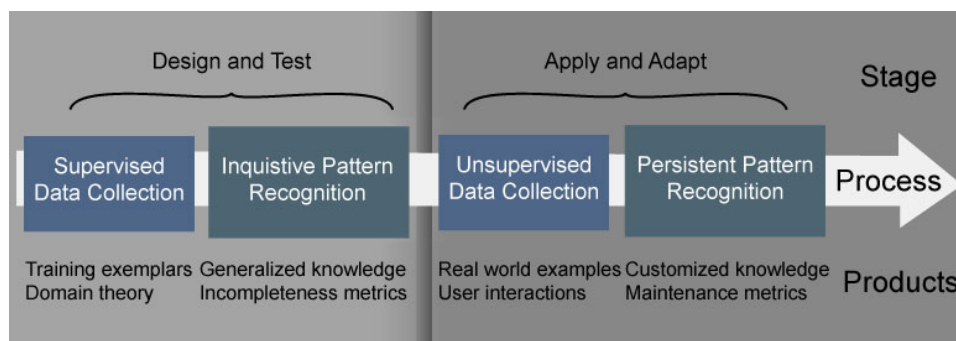 Design and Test
Apply and Adapt
Stage
Supervised
Data Collection
Inquistive Pattern
Recognition
Unsupervised
Data Collection
Persistent Pattern
Recognition
Process
Training exemplars
Domain theory
Generalized knowledge
Incompleteness metrics
Real world examples
User interactions
Customized knowledge
Maintenance metrics
Products